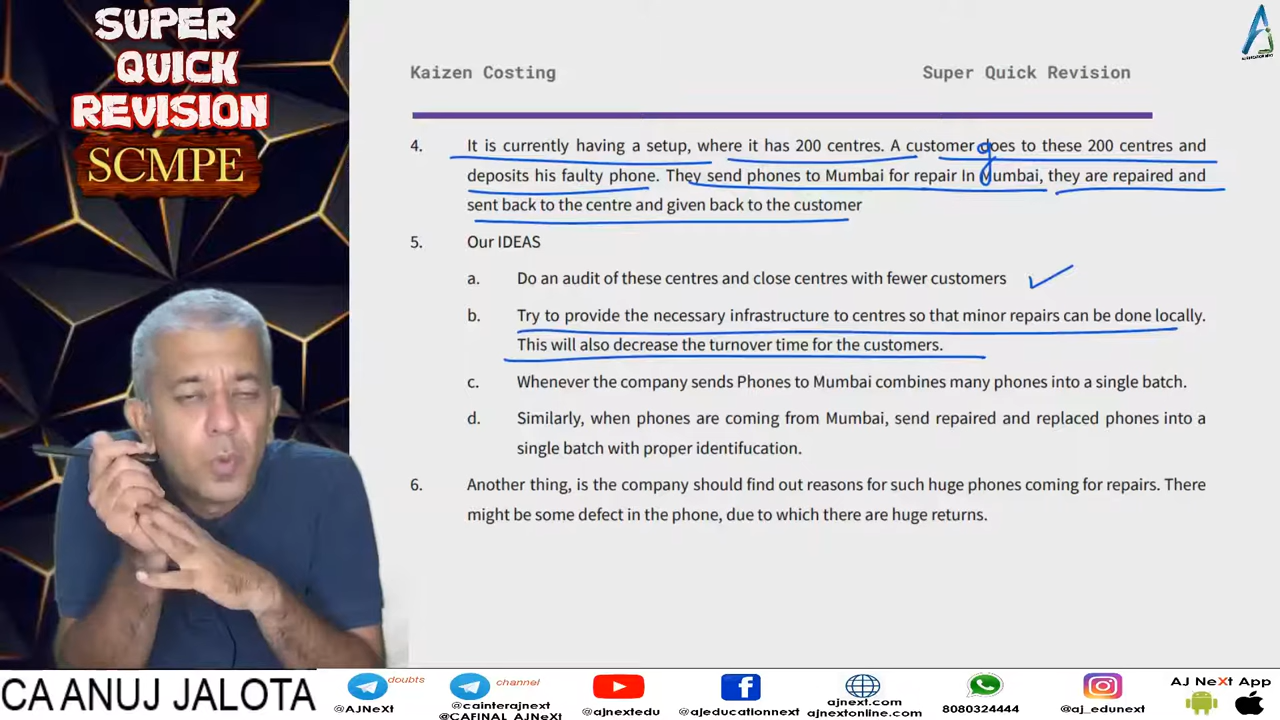 SUPER
QUICK
REVISION
SCMPE
Kaizen Costing
Super Quick Revision
4. It is currently having a setup, where it has 200 centres. A customer goes to these 200 centres and
deposits his faulty phone. They send phones to Mumbai for repair In Mumbai, they are repaired and
sent back to the centre and given back to the customer
5. Our IDEAS
a. Do an audit of these centres and close centres with fewer customers
b. Try to provide the necessary infrastructure to centres so that minor repairs can be done locally.
This will also decrease the turnover time for the customers.
c. Whenever the company sends Phones to Mumbai combines many phones into a single batch.
d. Similarly, when phones are coming from Mumbai, send repaired and replaced phones into a
single batch with proper identifucation.
6. Another thing, is the company should find out reasons for such huge phones coming for repairs. There
might be some defect in the phone, due to which there are huge returns.
CA ANUJ JALOTA
doubts
@AJNeXt
channel
@cainterajnext
@CAFINAL_AJNeXt
@ajnextedu
@ajeducationnext
ajnext.com
ajnextonline.com
8080324444
@aj_edunext
AJ NeXt App